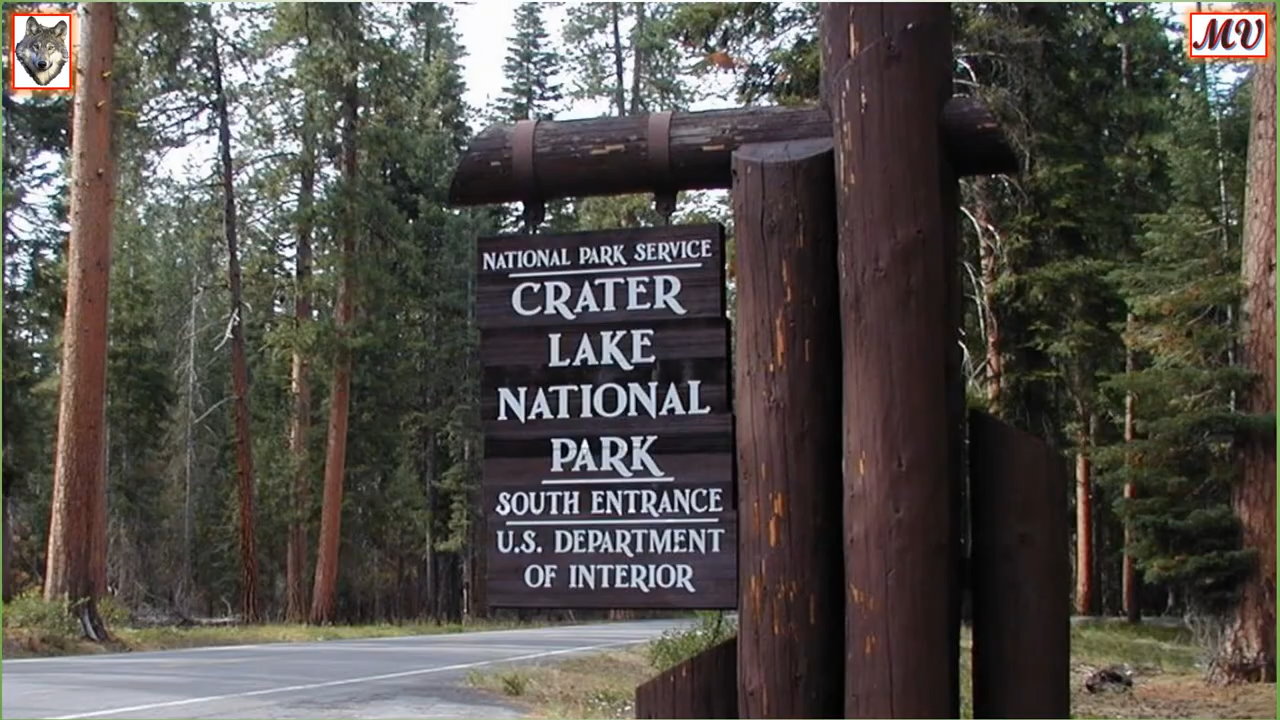 MV
NATIONAL PARK SERVICE
CRATER
LAKE
NATIONAL
PARK
SOUTH ENTRANCE
U.S. DEPARTMENT
OF INTERIOR